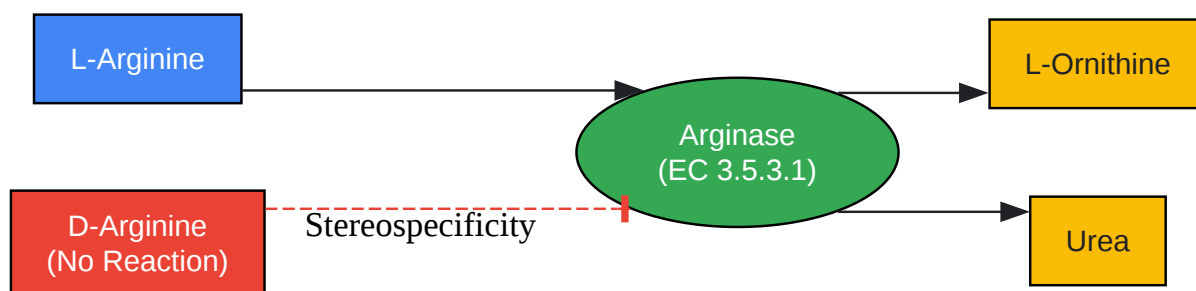 L-Arginine
L-Ornithine
Arginase
(EC 3.5.3.1)
D-Arginine
(No Reaction)
Stereospecificity
Urea